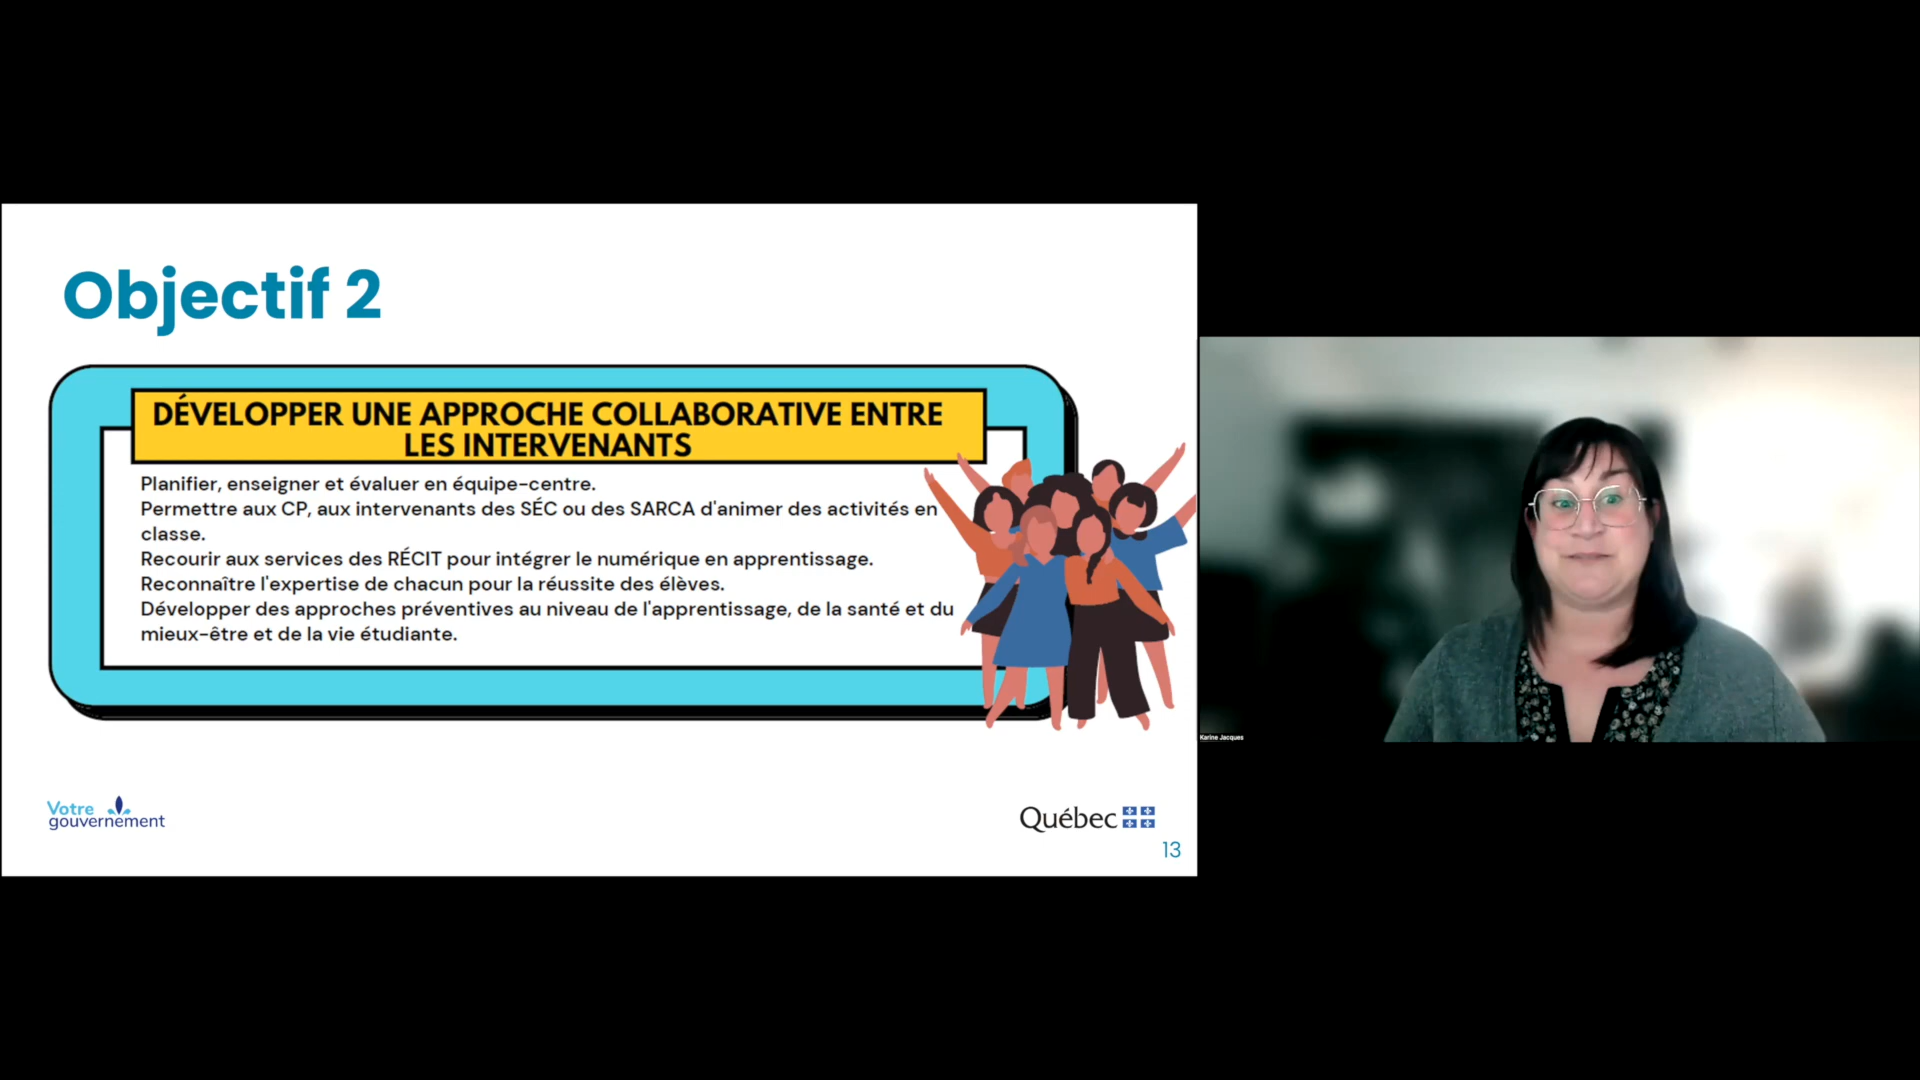 Objectif 2
DÉVELOPPER UNE APPROCHE COLLABORATIVE ENTRE
LES INTERVENANTS
Planifier, enseigner et évaluer en équipe-centre.
Permettre aux CP, aux intervenants des SÉC ou des SARCA d'animer des activités en
classe.
Recourir aux services des RÉCIT pour intégrer le numérique en apprentissage.
Reconnaître l'expertise de chacun pour la réussite des élèves.
Développer des approches préventives au niveau de l'apprentissage, de la santé et du
mieux-être et de la vie étudiante.
Votre
gouvernement
Québec
13
Karine Jacques